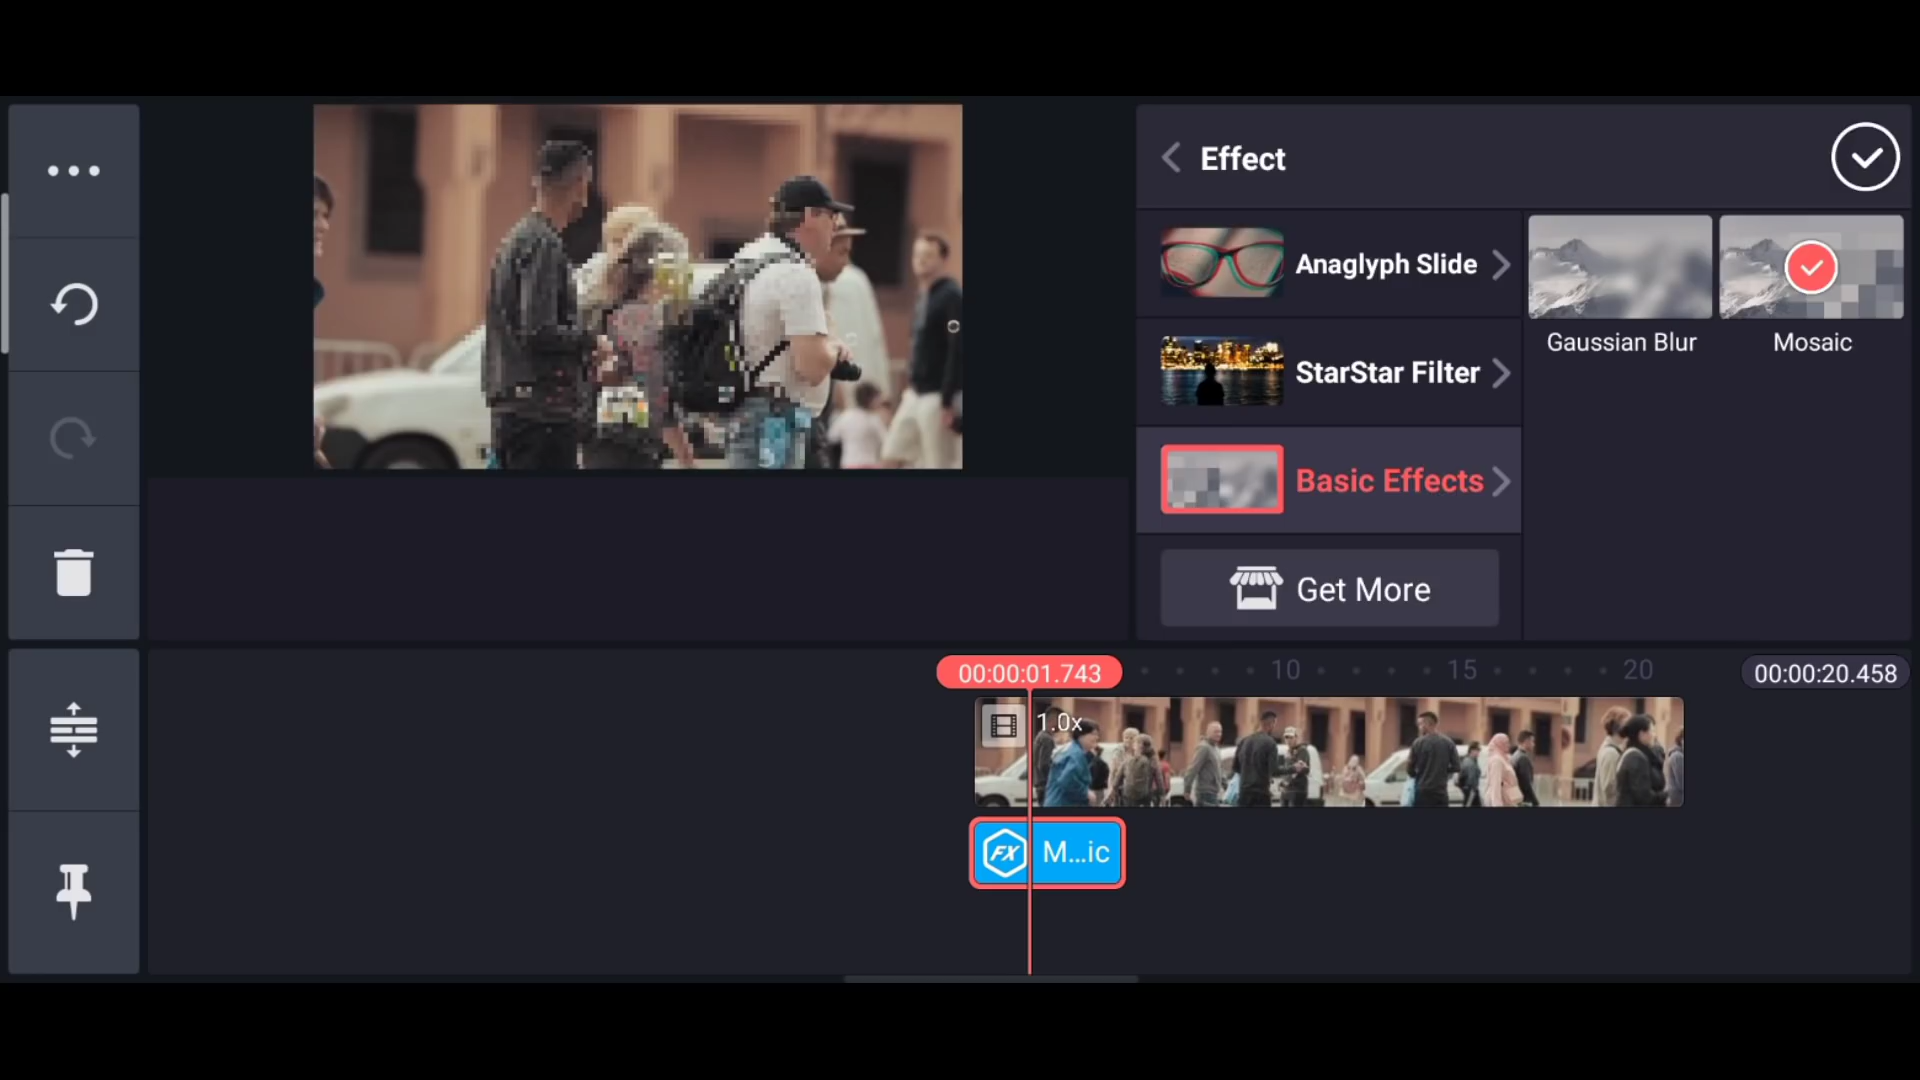 Effect
Anaglyph Slide
StarStar Filter
Basic Effects
Get More
Gaussian Blur
Mosaic
00:00:01.743
10
15
20
00:00:20.458
1.0x
FX
M...ic